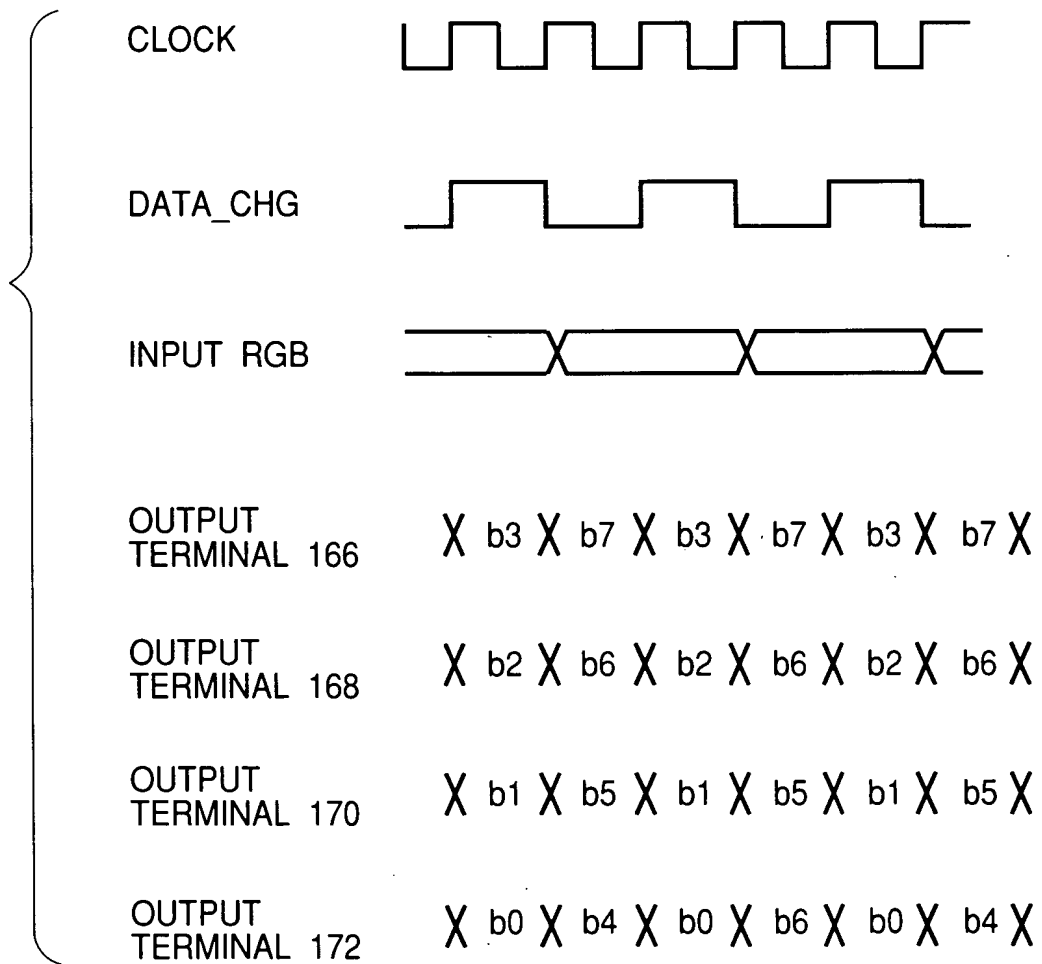 CLOCK
DATA_CHG
INPUT RGB
OUTPUT
TERMINAL 166
b3 b7 b3 b7 b3 b7
OUTPUT
TERMINAL 168
b2 b6 b2 b6 b2 b6
OUTPUT
TERMINAL 170
b1 b5 b1 b5 b1 b5
OUTPUT
TERMINAL 172
b0 b4 b0 b6 b0 b4